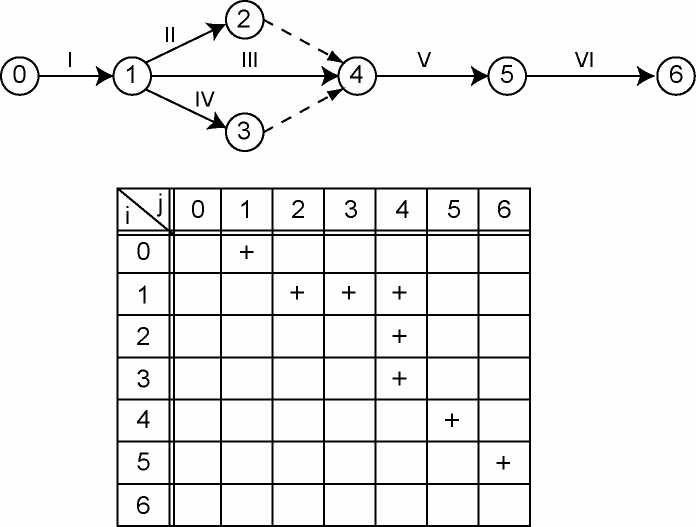 2
II
0 I 1 III 4 V 5 VI 6
IV
3
i j 0 1 2 3 4 5 6
0 +
1 + + +
2 +
3 +
4 +
5 +
6